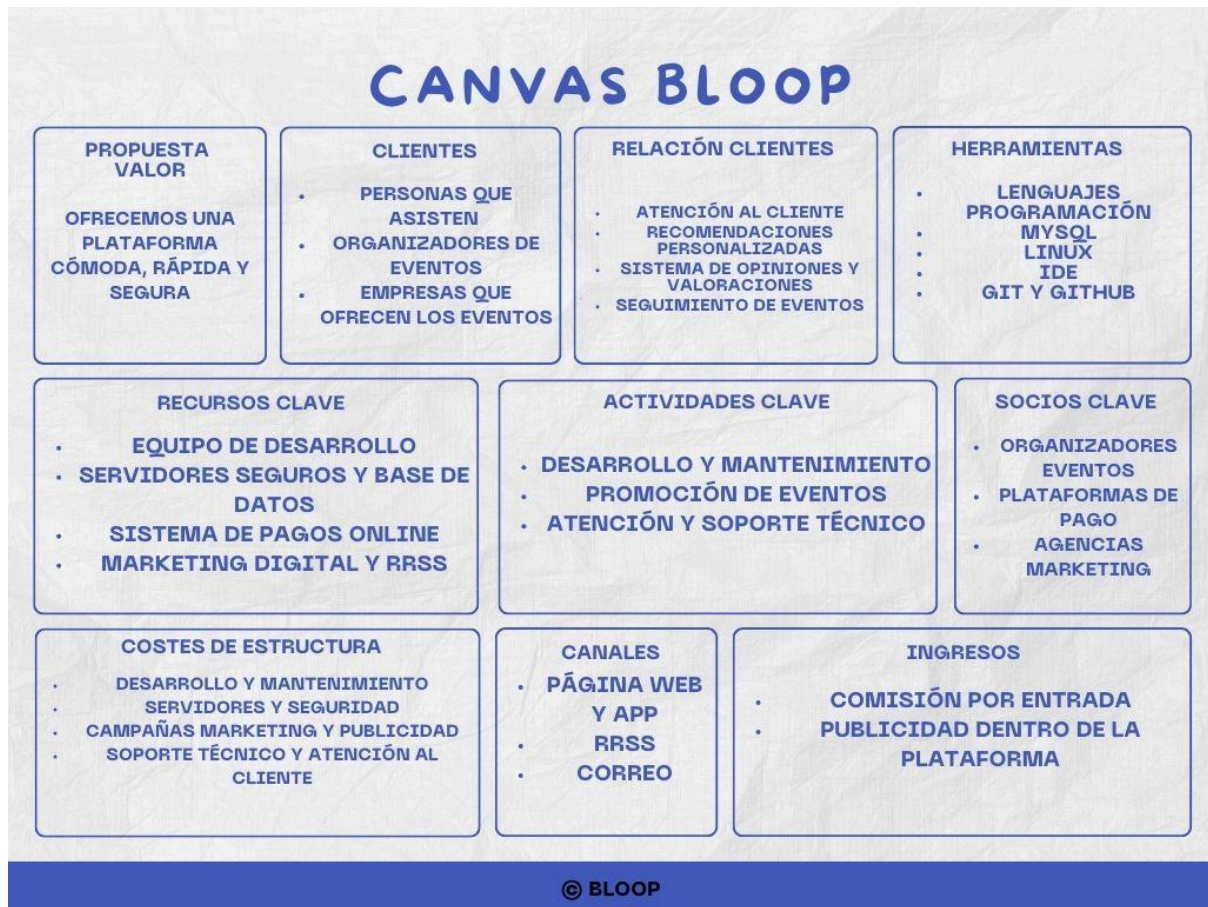 CANVAS BLOOP
PROPUESTA
VALOR
OFRECEMOS UNA
PLATAFORMA
CÓMODA, RÁPIDA Y
SEGURA
CLIENTES
• PERSONAS QUE
ASISTEN
• ORGANIZADORES DE
EVENTOS
• EMPRESAS QUE
OFRECEN LOS EVENTOS
RELACIÓN CLIENTES
• ATENCIÓN AL CLIENTE
• RECOMENDACIONES
PERSONALIZADAS
• SISTEMA DE OPINIONES Y
VALORACIONES
• SEGUIMIENTO DE EVENTOS
HERRAMIENTAS
• LENGUAJES
PROGRAMACIÓN
• MYSQL
• LINUX
• IDE
• GIT Y GITHUB
RECURSOS CLAVE
• EQUIPO DE DESARROLLO
• SERVIDORES SEGUROS Y BASE DE
DATOS
• SISTEMA DE PAGOS ONLINE
• MARKETING DIGITAL Y RRSS
ACTIVIDADES CLAVE
• DESARROLLO Y MANTENIMIENTO
• PROMOCIÓN DE EVENTOS
• ATENCIÓN Y SOPORTE TÉCNICO
SOCIOS CLAVE
• ORGANIZADORES
EVENTOS
• PLATAFORMAS DE
PAGO
• AGENCIAS
MARKETING
COSTES DE ESTRUCTURA
• DESARROLLO Y MANTENIMIENTO
• SERVIDORES Y SEGURIDAD
• CAMPAÑAS MARKETING Y PUBLICIDAD
• SOPORTE TÉCNICO Y ATENCIÓN AL
CLIENTE
CANALES
• PÁGINA WEB
Y APP
• RRSS
• CORREO
INGRESOS
• COMISIÓN POR ENTRADA
• PUBLICIDAD DENTRO DE LA
PLATAFORMA
© BLOOP